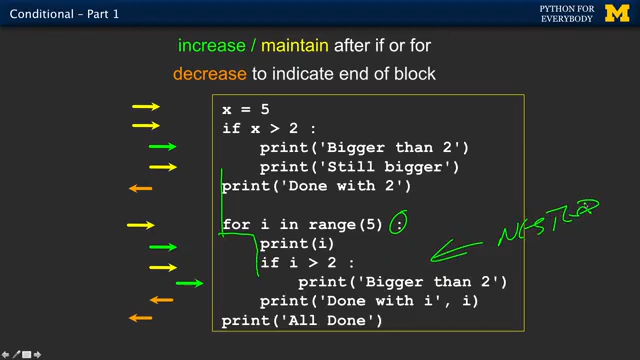 Conditional - Part 1
PYTHON FOR
EVERYBODY
M
increase / maintain after if or for
decrease to indicate end of block
x = 5
if x > 2 :
    print('Bigger than 2')
    print('Still bigger')
print('Done with 2')
for i in range(5) :
    print(i)
    if i > 2 :
        print('Bigger than 2')
    print('Done with i', i)
print('All Done')
NESTED